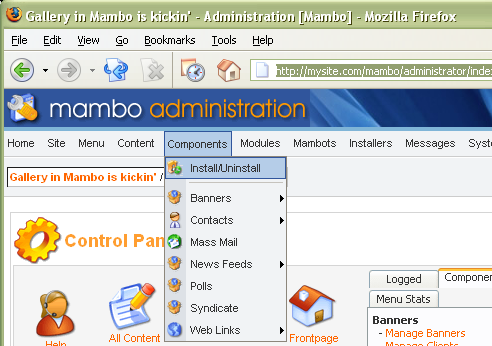 Gallery in Mambo is kickin' - Administration [Mambo] - Mozilla Firefox
File Edit View Go Bookmarks Tools Help
http://mysite.com/mambo/administrator/index
mambo administration
Home Site Menu Content Components Modules Mambots Installers Messages Syst
Gallery in Mambo is kickin' /
Install/Uninstall
Banners
Contacts
Mass Mail
News Feeds
Polls
Syndicate
Web Links
Control Pan
Help
All Content
Frontpage
Logged Componen
Menu Stats
Banners
- Manage Banners
- Manage Clients